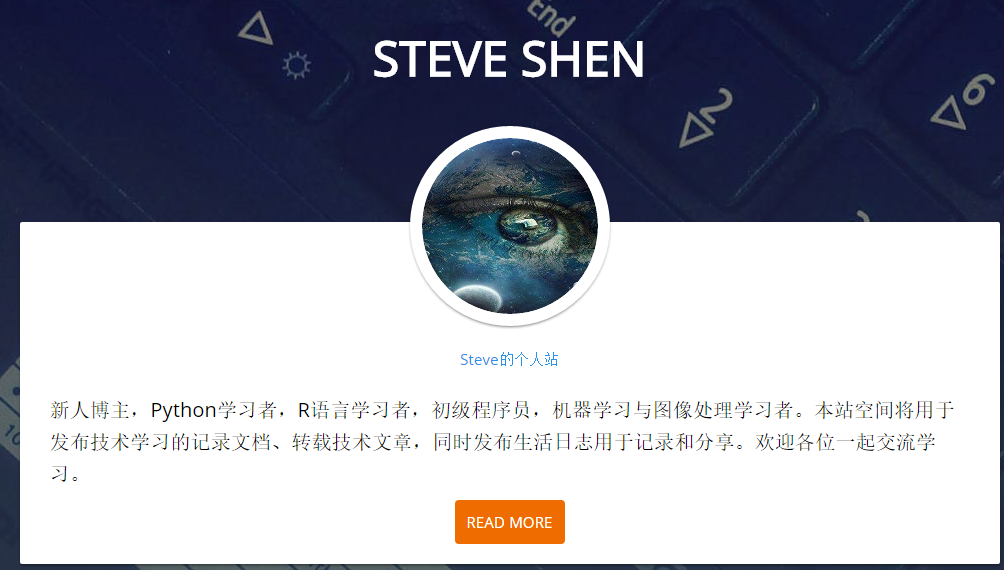 End
2
6
STEVE SHEN
Steve的个人站
新人博主，Python学习者，R语言学习者，初级程序员，机器学习与图像处理学习者。本站空间将用于
发布技术学习的记录文档、转载技术文章，同时发布生活日志用于记录和分享。欢迎各位一起交流学
习。
READ MORE